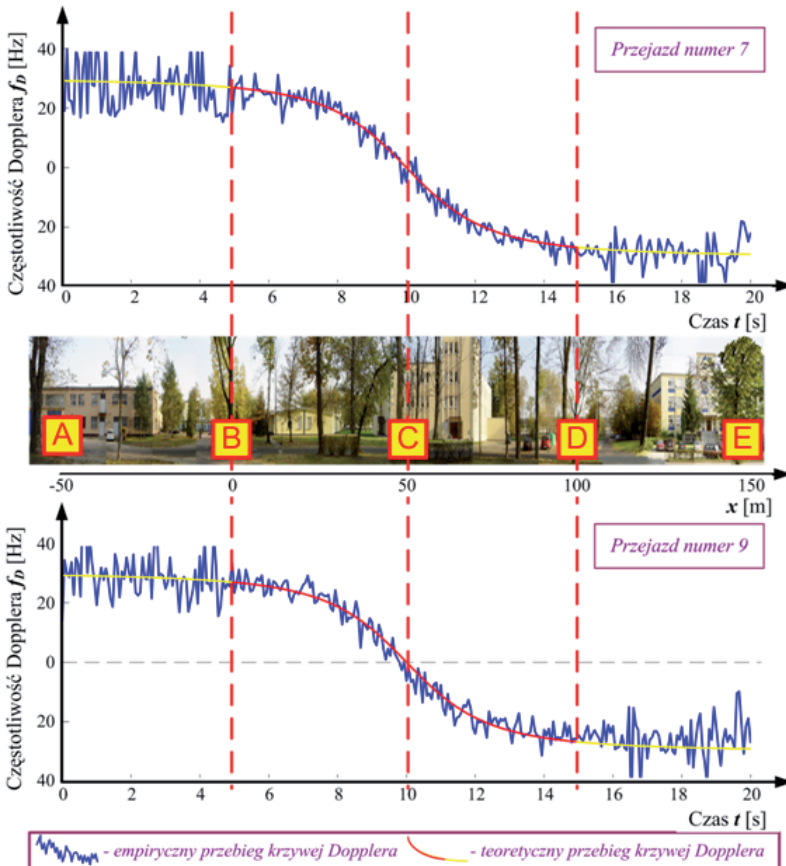 Częstotliwość Dopplera f_D [Hz]
Przejazd numer 7
40
20
0
20
40
0 2 4 6 8 10 12 14 16 18 20
Czas t [s]
A B C D E
-50 0 50 100 150
x [m]
Częstotliwość Dopplera f_D [Hz]
Przejazd numer 9
40
20
0
20
40
0 2 4 6 8 10 12 14 16 18 20
Czas t [s]
- empiryczny przebieg krzywej Dopplera - teoretyczny przebieg krzywej Dopplera